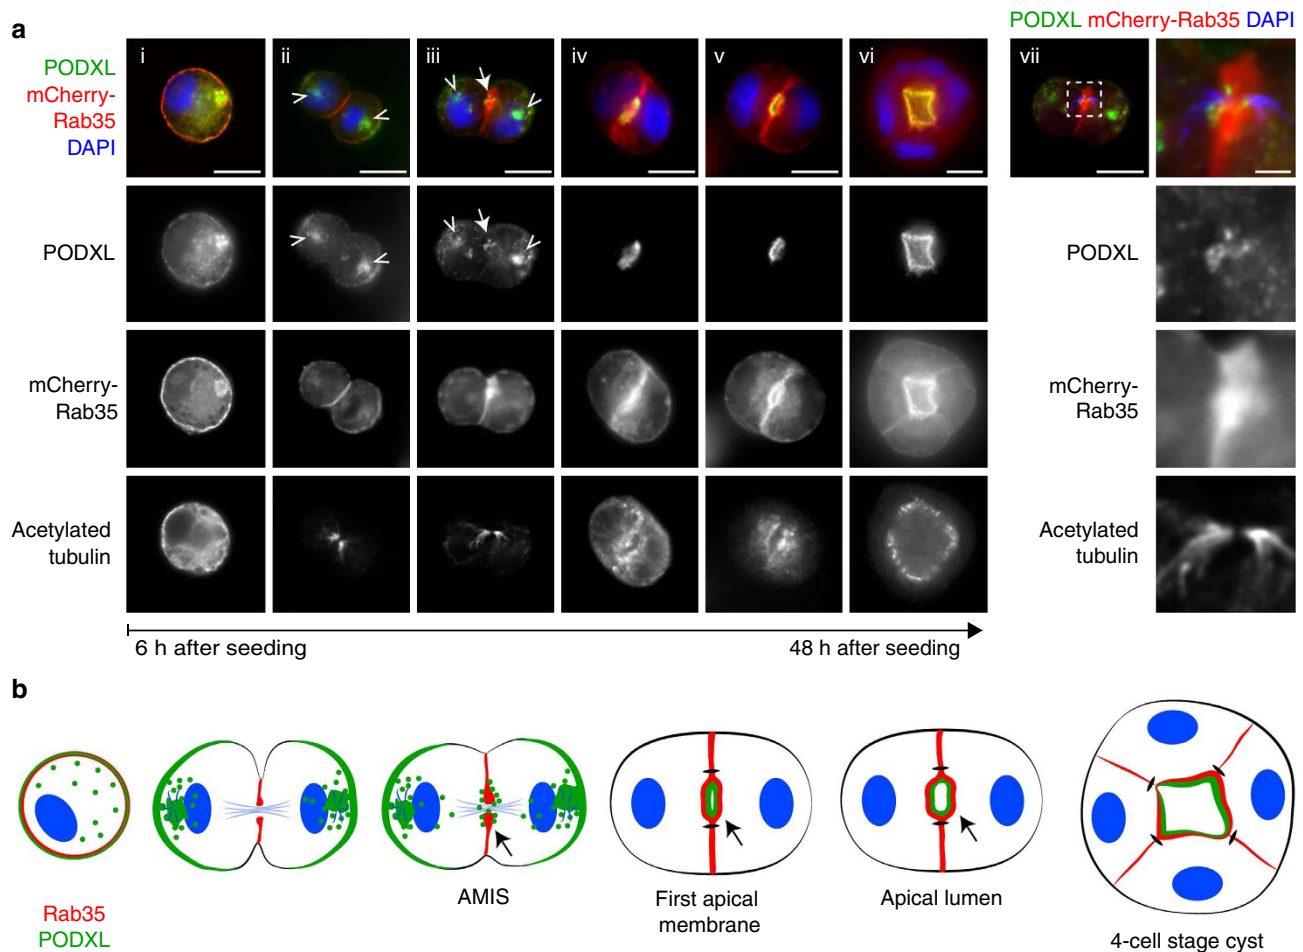 a
PODXL mCherry-Rab35 DAPI
PODXL
mCherry-
Rab35
DAPI
i
ii
iii
iv
v
vi
vii
PODXL
PODXL
mCherry-
Rab35
mCherry-
Rab35
Acetylated
tubulin
Acetylated
tubulin
6 h after seeding
48 h after seeding
b
AMIS
First apical
membrane
Apical lumen
4-cell stage cyst
Rab35
PODXL